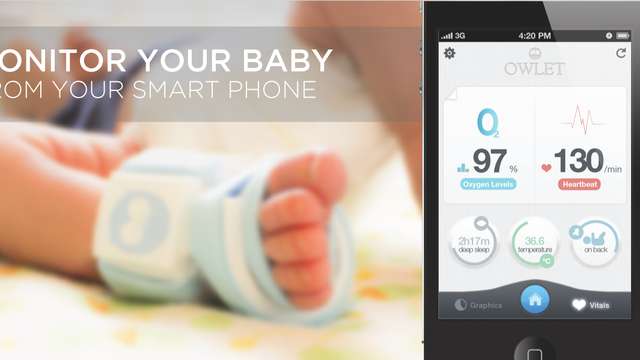 ONITOR YOUR BABY
ROM YOUR SMART PHONE
3G 4:20 PM
OWLET
O2
97 %
Oxygen Levels
130 /min
Heartbeet
2h17m
deep sleep
36.6
temperature
°C
on back
Graphics
Vitals